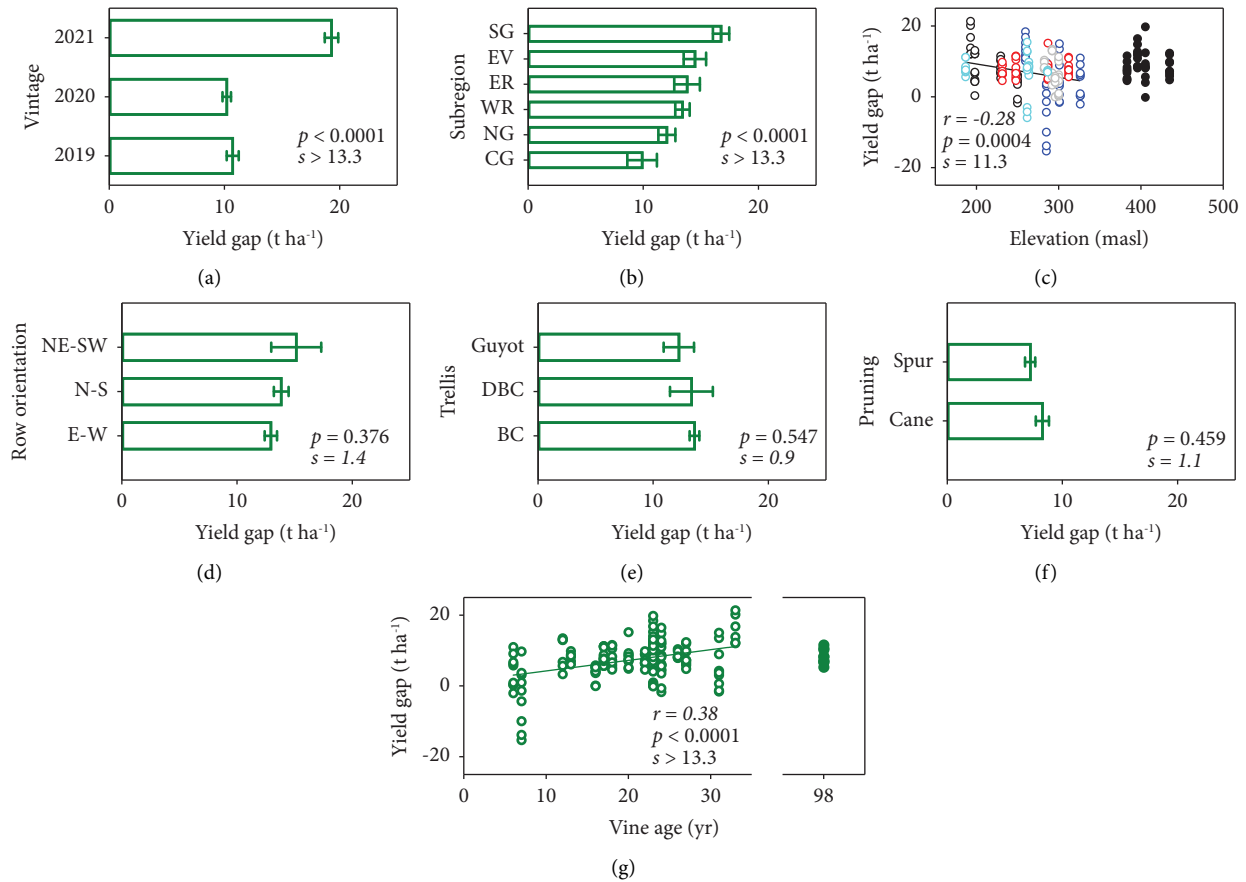 2021
2020
2019
Vintage
p < 0.0001
s > 13.3
0 10 20
Yield gap (t ha-1)
(a)
SG
EV
ER
WR
NG
CG
Subregion
p < 0.0001
s > 13.3
0 10 20
Yield gap (t ha-1)
(b)
20
0
-20
Yield gap (t ha-1)
r = -0.28
p = 0.0004
s = 11.3
200 300 400 500
Elevation (masl)
(c)
NE-SW
N-S
E-W
Row orientation
p = 0.376
s = 1.4
0 10 20
Yield gap (t ha-1)
(d)
Guyot
DBC
BC
Trellis
p = 0.547
s = 0.9
0 10 20
Yield gap (t ha-1)
(e)
Spur
Cane
Pruning
p = 0.459
s = 1.1
0 10 20
Yield gap (t ha-1)
(f)
20
0
-20
Yield gap (t ha-1)
r = 0.38
p < 0.0001
s > 13.3
0 10 20 30 98
Vine age (yr)
(g)